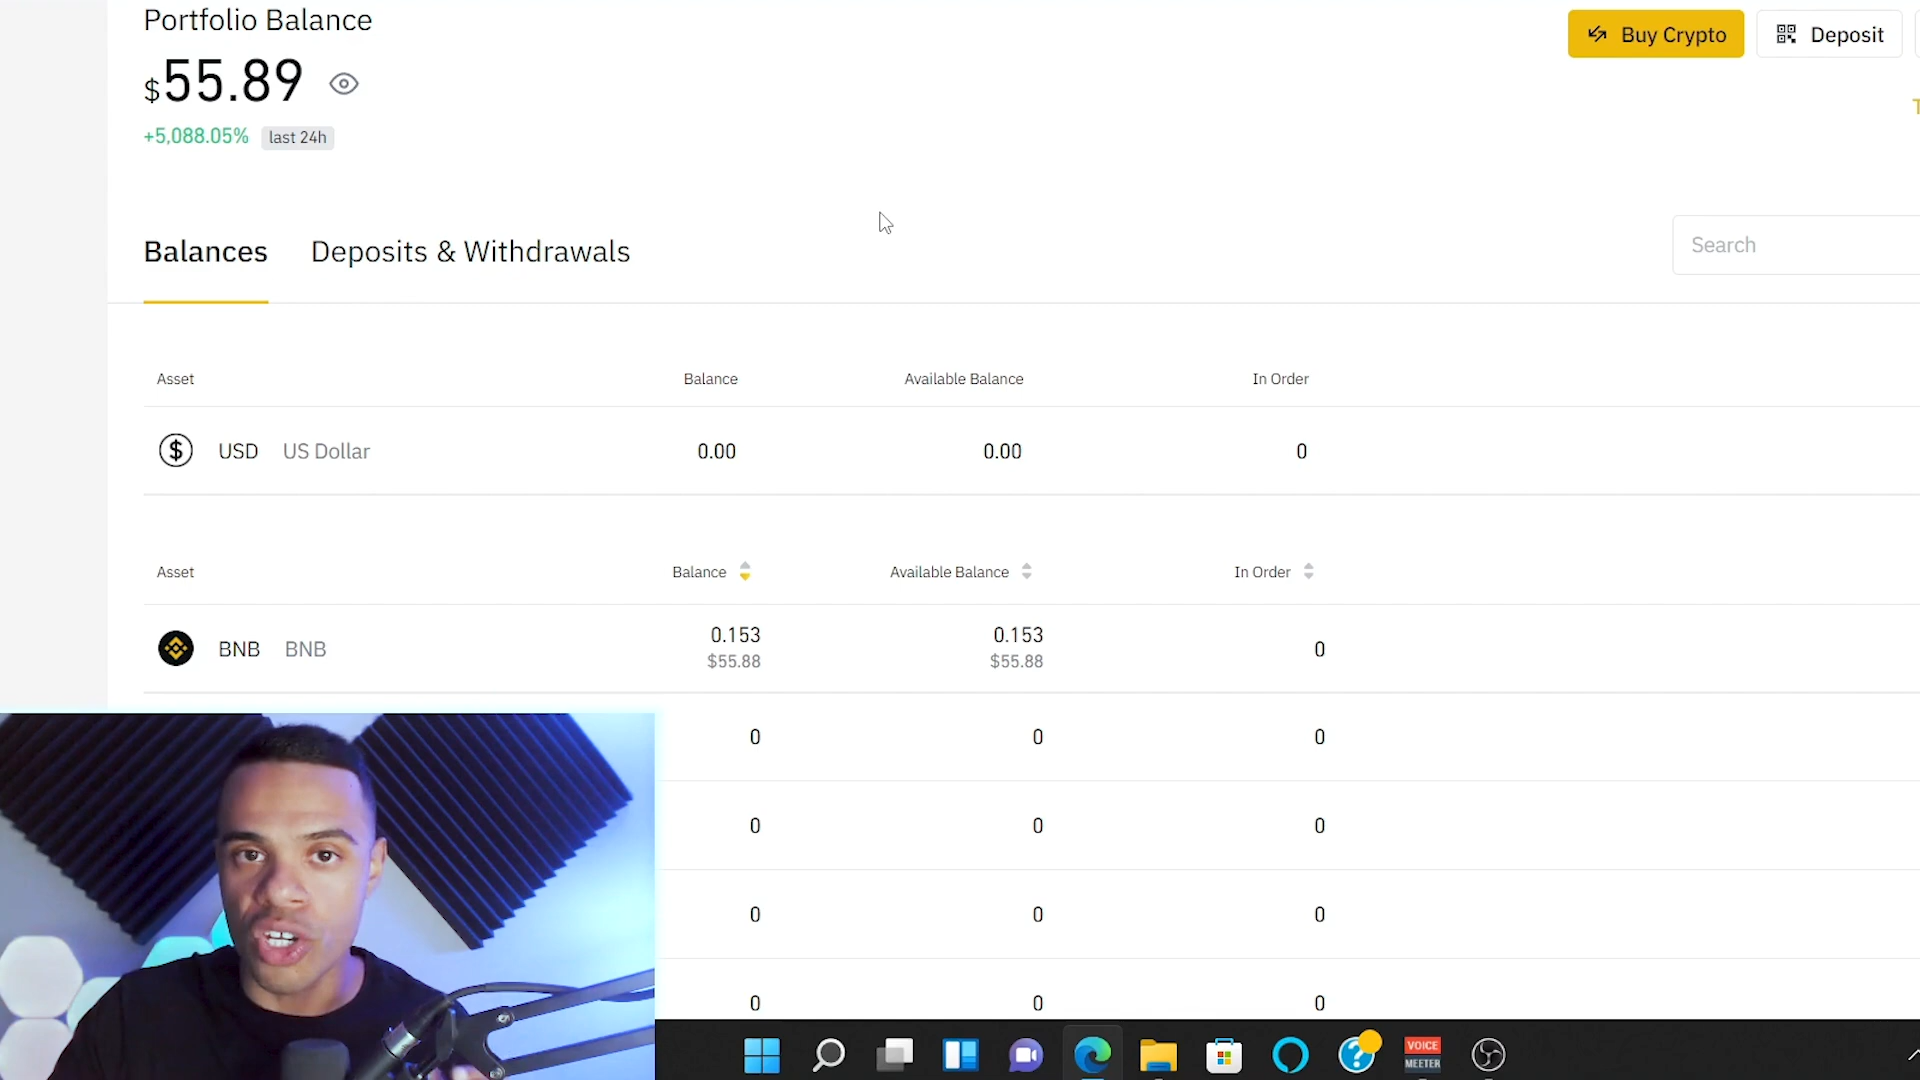 Portfolio Balance
$55.89
+5,088.05% last 24h
Buy Crypto
Deposit
Balances Deposits & Withdrawals
Search
Asset Balance Available Balance In Order
$ USD US Dollar 0.00 0.00 0
Asset Balance Available Balance In Order
BNB BNB 0.153 0.153 0
$55.88 $55.88
0 0 0
0 0 0
0 0 0
0 0 0
?
VOICE
MEETER